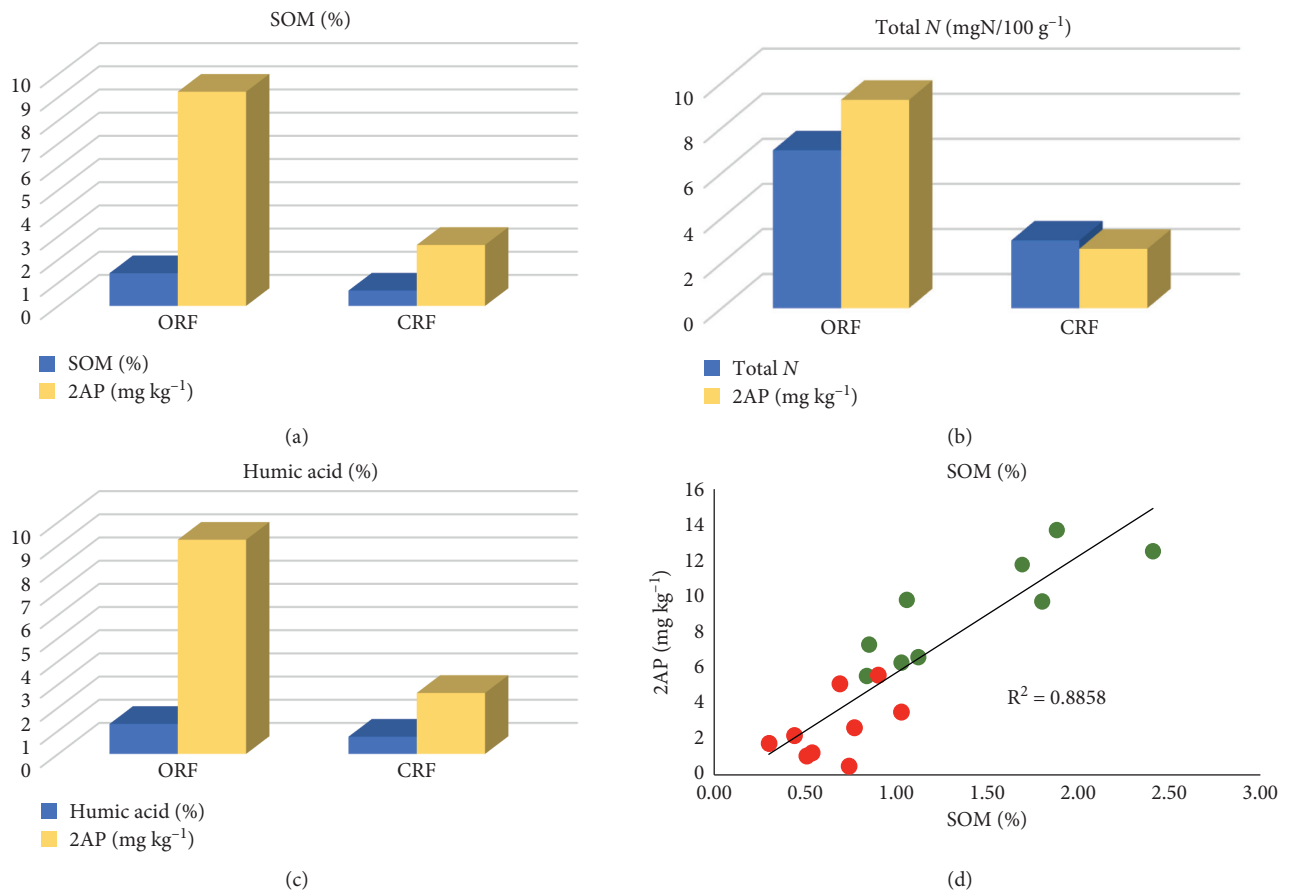 SOM (%)
10
9
8
7
6
5
4
3
2
1
0
ORF CRF
SOM (%)
2AP (mg kg⁻¹)
(a)
Total N (mgN/100 g⁻¹)
10
8
6
4
2
0
ORF CRF
Total N
2AP (mg kg⁻¹)
(b)
Humic acid (%)
10
9
8
7
6
5
4
3
2
1
0
ORF CRF
Humic acid (%)
2AP (mg kg⁻¹)
(c)
SOM (%)
2AP (mg kg⁻¹)
16
14
12
10
8
6
4
2
0
R² = 0.8858
0.00 0.50 1.00 1.50 2.00 2.50 3.00
SOM (%)
(d)